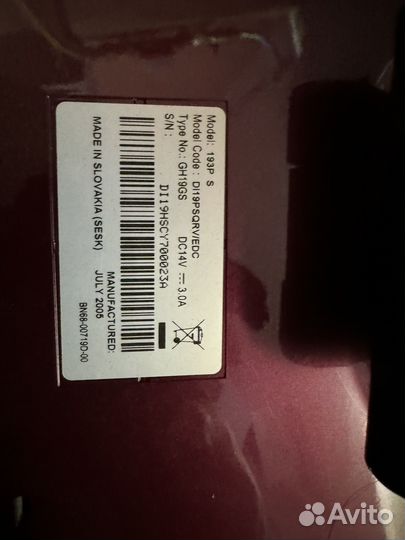 Model: 193P S
Model Code : DI19PSQRV/EDC
Type No.: GH19GS DC14V 3.0A
S/N :
DI19HSCY700023A
MANUFACTURED:
MADE IN SLOVAKIA (SESK) JULY 2005
BN68-00719D-00
Avito